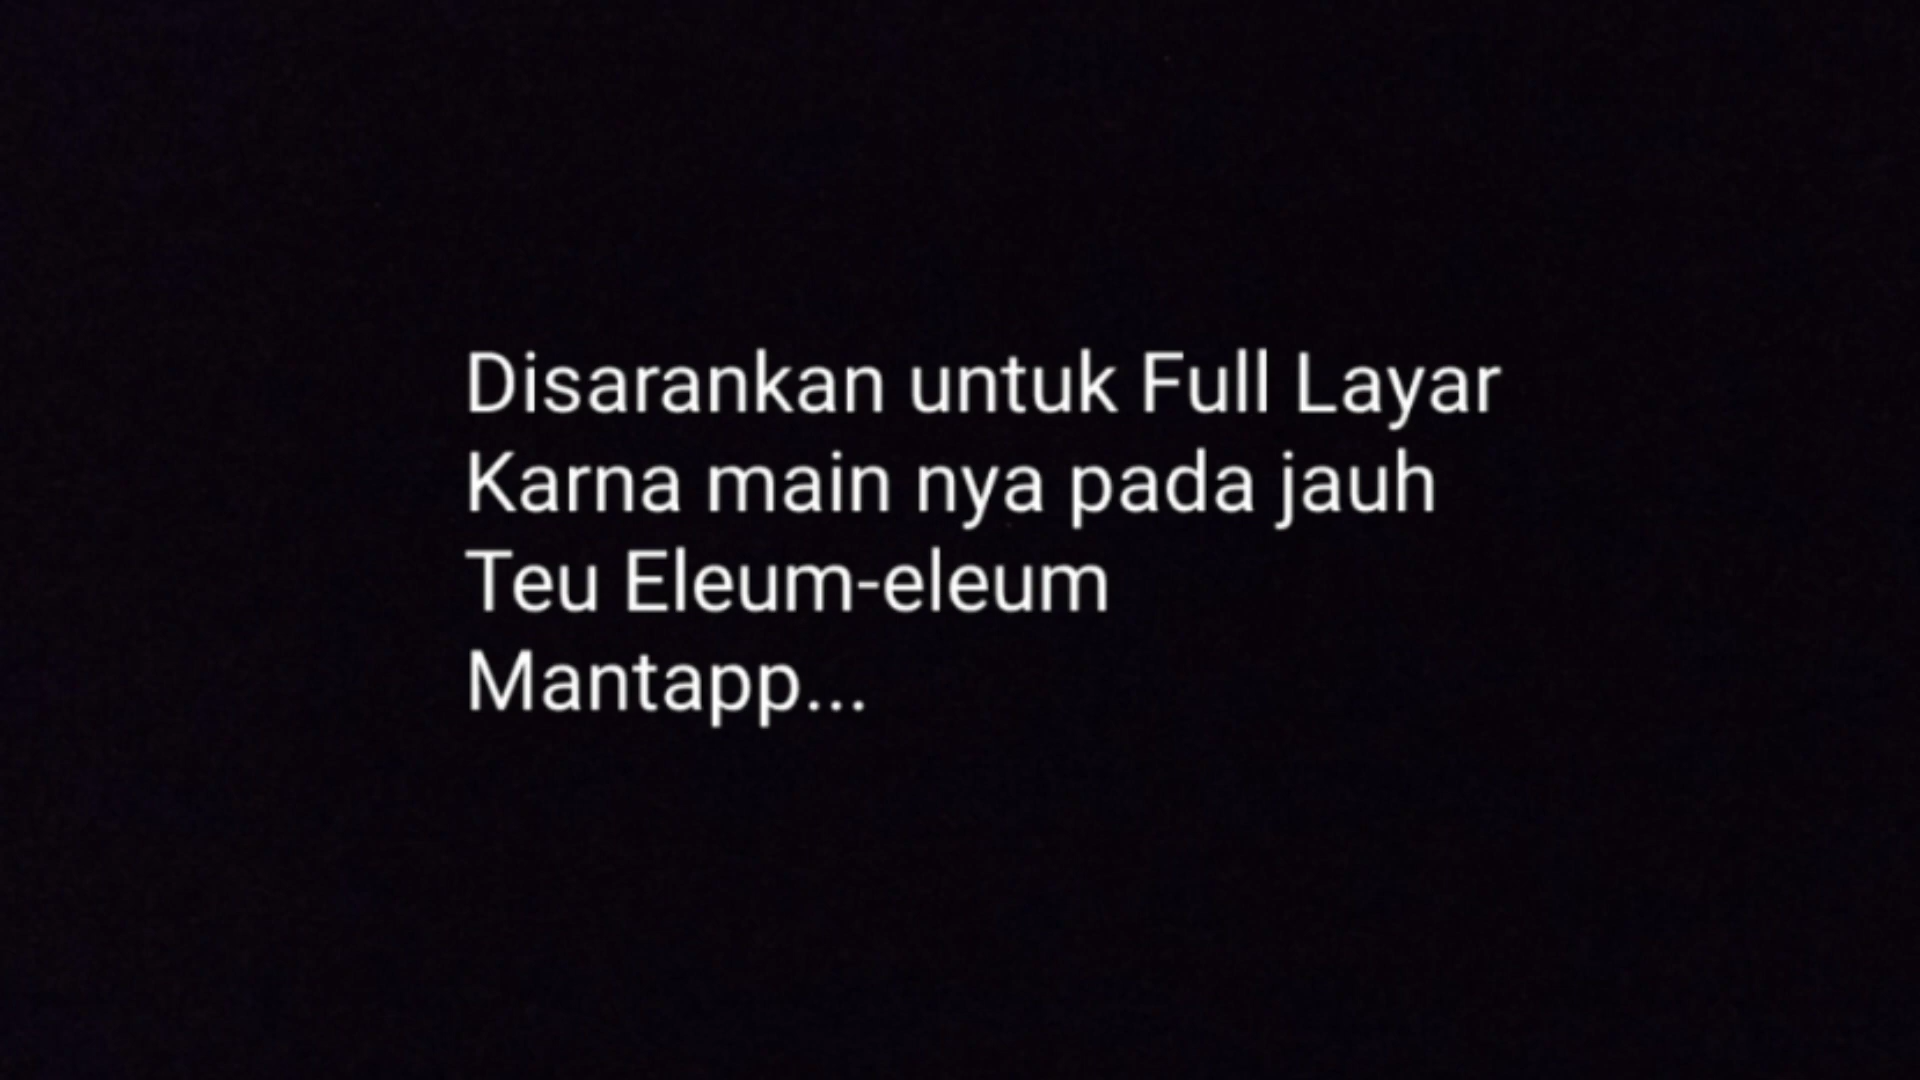 Disarankan untuk Full Layar
Karna main nya pada jauh
Teu Eleum-eleum
Mantapp...